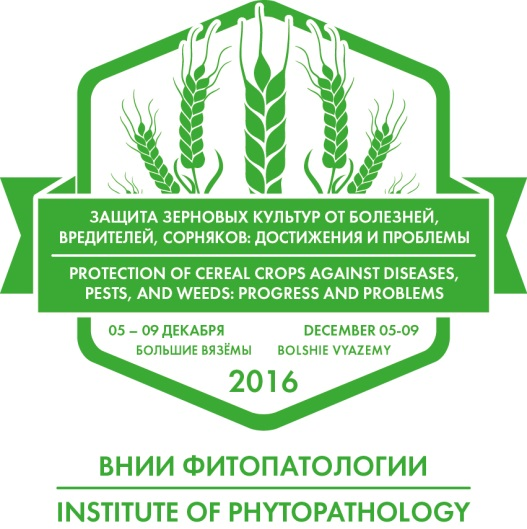 ЗАЩИТА ЗЕРНОВЫХ КУЛЬТУР ОТ БОЛЕЗНЕЙ,
ВРЕДИТЕЛЕЙ, СОРНЯКОВ: ДОСТИЖЕНИЯ И ПРОБЛЕМЫ
PROTECTION OF CEREAL CROPS AGAINST DISEASES,
PESTS, AND WEEDS: PROGRESS AND PROBLEMS
05 – 09 ДЕКАБРЯ DECEMBER 05-09
БОЛЬШИЕ ВЯЗЁМЫ BOLSHIE VYAZEMY
2016
ВНИИ ФИТОПАТОЛОГИИ
INSTITUTE OF PHYTOPATHOLOGY